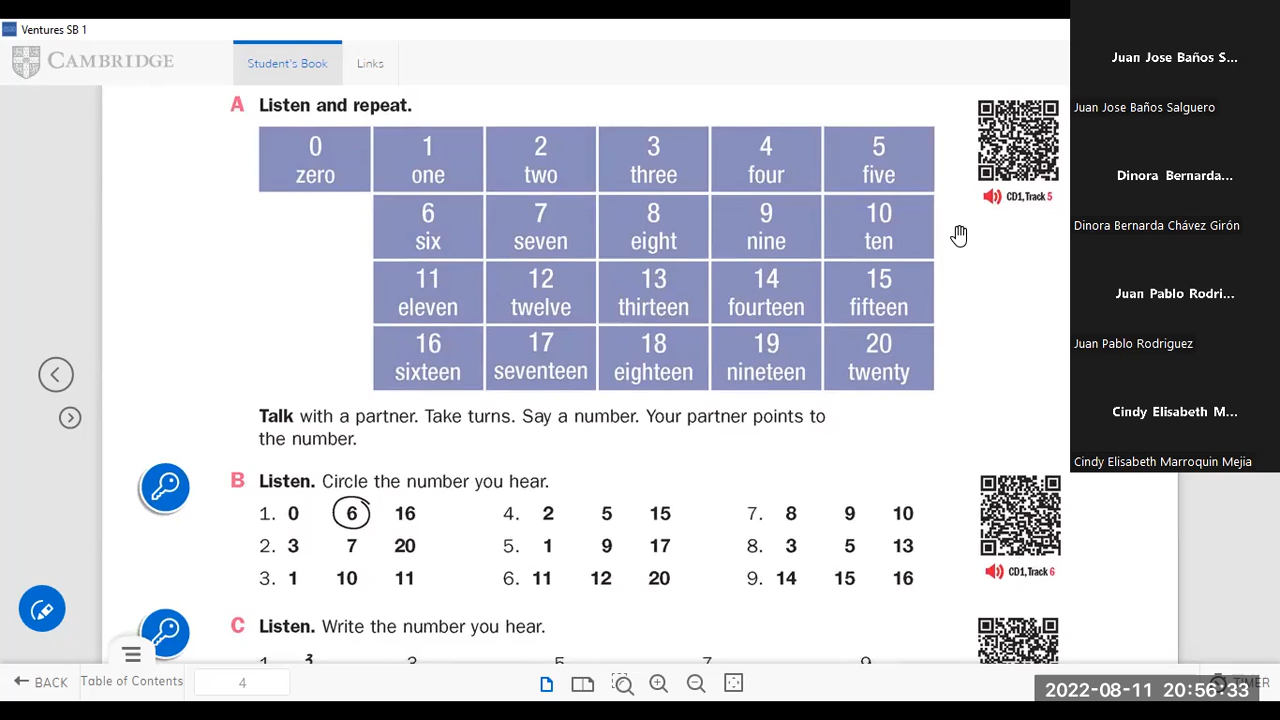 Ventures SB 1
CAMBRIDGE
Student's Book
Links
A Listen and repeat.
0 1 2 3 4 5
zero one two three four five
6 7 8 9 10
six seven eight nine ten
11 12 13 14 15
eleven twelve thirteen fourteen fifteen
16 17 18 19 20
sixteen seventeen eighteen nineteen twenty
CD1, Track 5
Talk with a partner. Take turns. Say a number. Your partner points to
the number.
B Listen. Circle the number you hear.
1. 0 6 16 4. 2 5 15 7. 8 9 10
2. 3 7 20 5. 1 9 17 8. 3 5 13
3. 1 10 11 6. 11 12 20 9. 14 15 16
CD1, Track 6
C Listen. Write the number you hear.
Juan Jose Baños S...
Juan Jose Baños Salguero
Dinora Bernarda...
Dinora Bernarda Chávez Girón
Juan Pablo Rodri...
Juan Pablo Rodriguez
Cindy Elisabeth M...
Cindy Elisabeth Marroquin Mejia
BACK
Table of Contents
4
2022-08-11 20:56:33